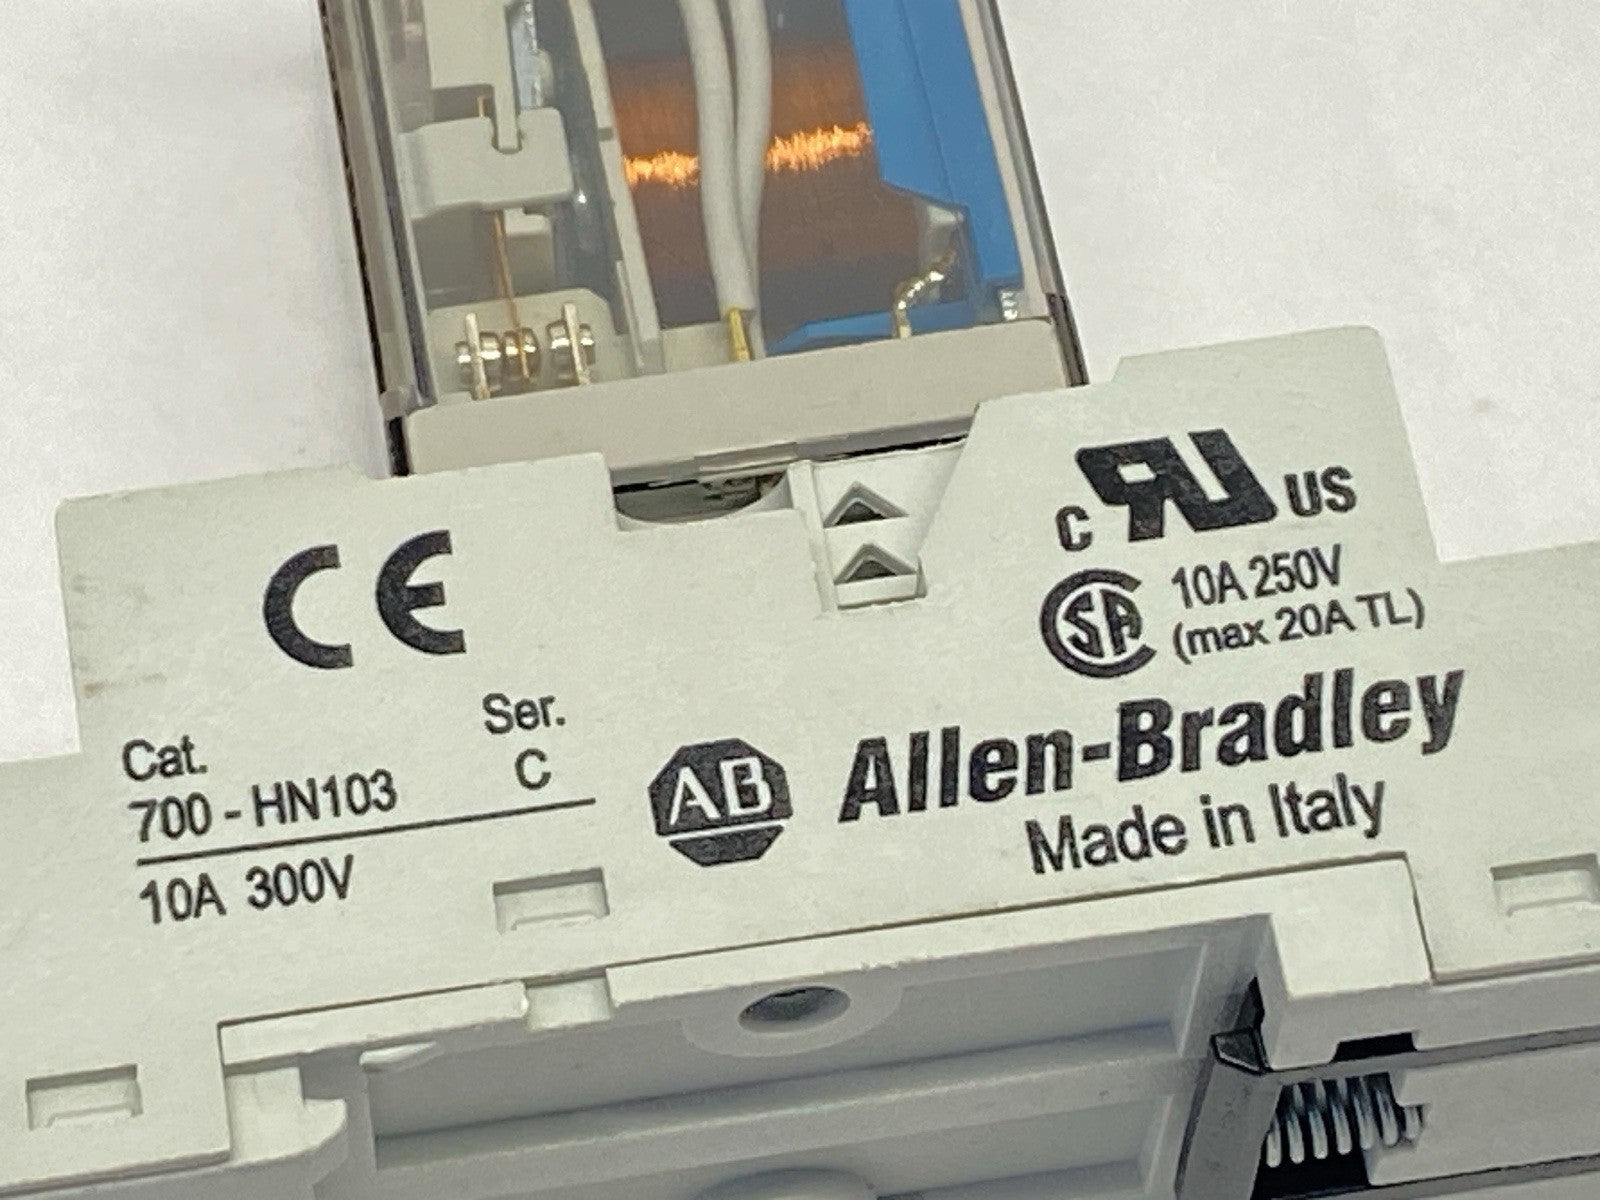 CE
c RU US
SA
10A 250V
(max 20A TL)
Cat. Ser.
700 - HN103 C
10A 300V
AB Allen-Bradley
Made in Italy